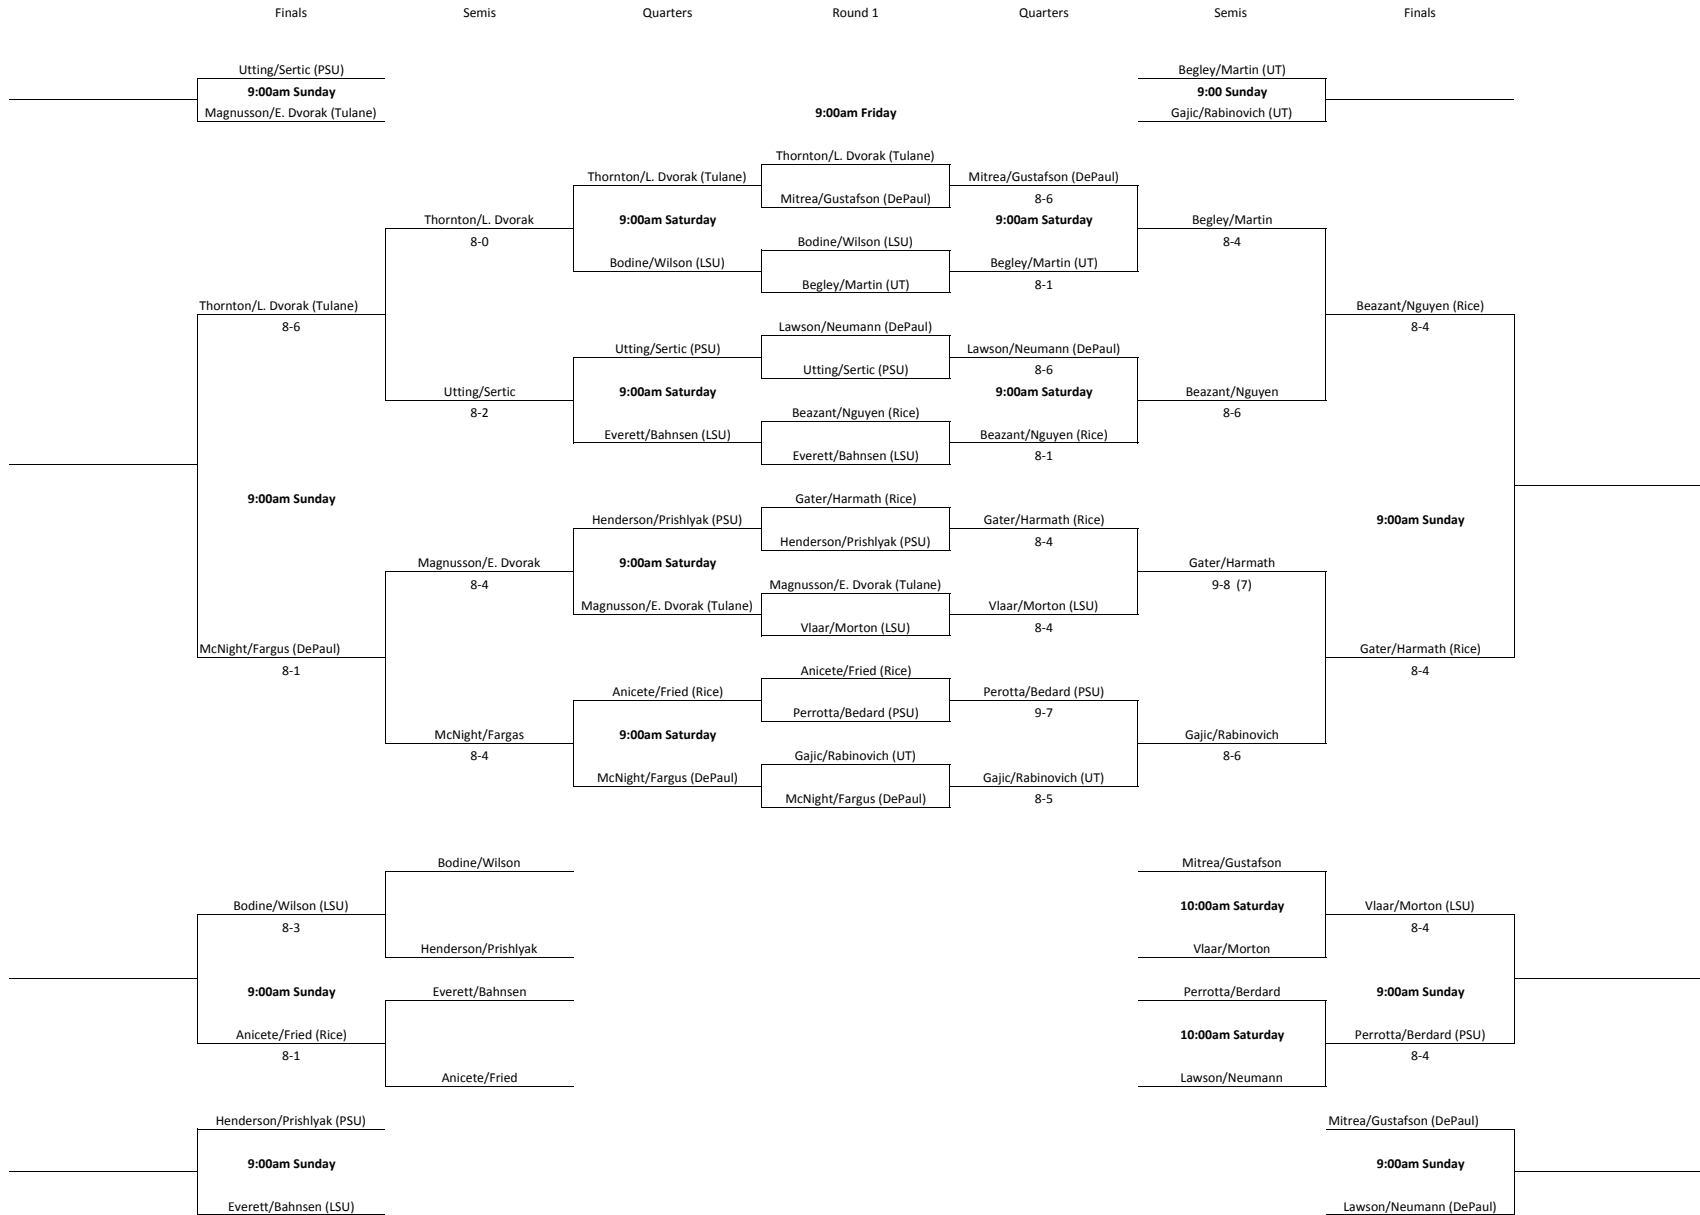 Finals Semis Quarters Round 1 Quarters Semis Finals
Utting/Sertic (PSU) Begley/Martin (UT)
9:00am Sunday 9:00 Sunday
Magnusson/E. Dvorak (Tulane) 9:00am Friday Gajic/Rabinovich (UT)
Thornton/L. Dvorak (Tulane)
Thornton/L. Dvorak (Tulane) Mitrea/Gustafson (DePaul)
Mitrea/Gustafson (DePaul) 8-6
Thornton/L. Dvorak 9:00am Saturday 9:00am Saturday Begley/Martin
8-0 Bodine/Wilson (LSU) 8-4
Bodine/Wilson (LSU) Begley/Martin (UT)
Begley/Martin (UT) 8-1
Thornton/L. Dvorak (Tulane) Beazant/Nguyen (Rice)
8-6 Lawson/Neumann (DePaul) 8-4
Utting/Sertic (PSU) Lawson/Neumann (DePaul)
Utting/Sertic (PSU) 8-6
Utting/Sertic 9:00am Saturday 9:00am Saturday Beazant/Nguyen
8-2 Beazant/Nguyen (Rice) 8-6
Everett/Bahnsen (LSU) Beazant/Nguyen (Rice)
Everett/Bahnsen (LSU) 8-1
9:00am Sunday Gater/Harmath (Rice)
Henderson/Prishlyak (PSU) Gater/Harmath (Rice) 9:00am Sunday
Henderson/Prishlyak (PSU) 8-4
Magnusson/E. Dvorak 9:00am Saturday Gater/Harmath
8-4 Magnusson/E. Dvorak (Tulane) 9-8 (7)
Magnusson/E. Dvorak (Tulane) Vlaar/Morton (LSU)
Vlaar/Morton (LSU) 8-4
McNight/Fargus (DePaul) Gater/Harmath (Rice)
8-1 Anicete/Fried (Rice) 8-4
Anicete/Fried (Rice) Perotta/Bedard (PSU)
Perrotta/Bedard (PSU) 9-7
McNight/Fargas 9:00am Saturday Gajic/Rabinovich
8-4 Gajic/Rabinovich (UT) 8-6
McNight/Fargus (DePaul) Gajic/Rabinovich (UT)
McNight/Fargus (DePaul) 8-5
Bodine/Wilson Mitrea/Gustafson
Bodine/Wilson (LSU) 10:00am Saturday Vlaar/Morton (LSU)
8-3 8-4
Henderson/Prishlyak Vlaar/Morton
9:00am Sunday Everett/Bahnsen Perrotta/Berdard 9:00am Sunday
Anicete/Fried (Rice) 10:00am Saturday Perrotta/Berdard (PSU)
8-1 8-4
Anicete/Fried Lawson/Neumann
Henderson/Prishlyak (PSU) Mitrea/Gustafson (DePaul)
9:00am Sunday 9:00am Sunday
Everett/Bahnsen (LSU) Lawson/Neumann (DePaul)